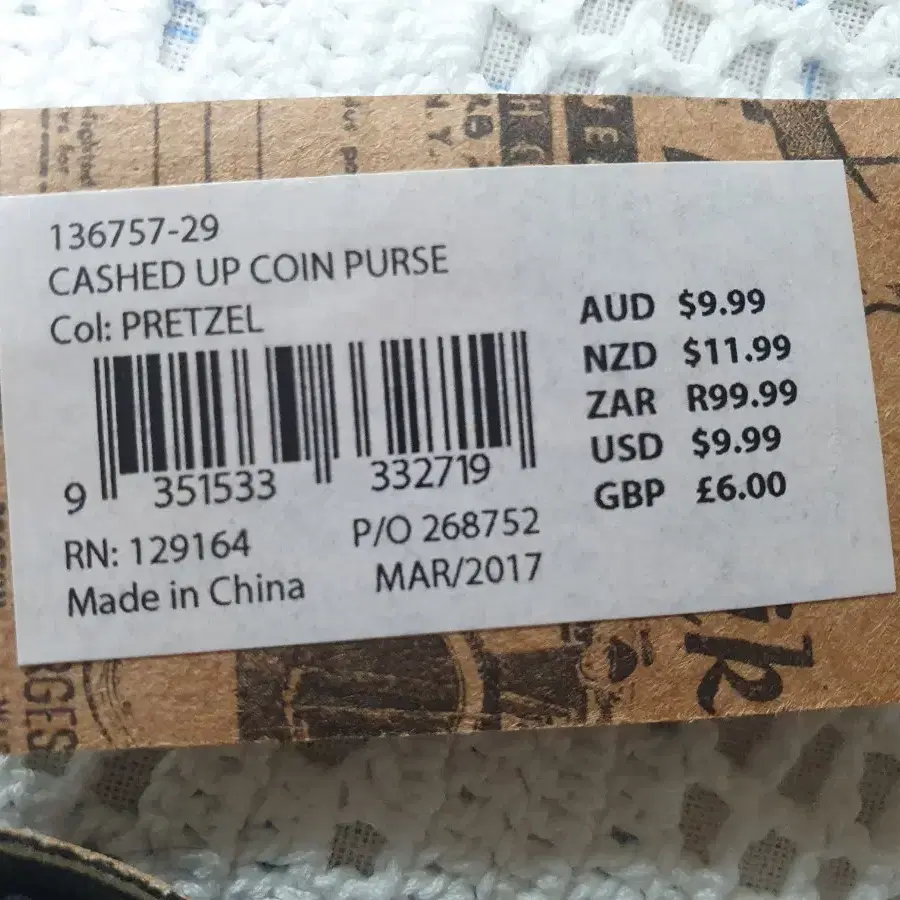 136757-29
CASHED UP COIN PURSE
Col: PRETZEL
9 351533 332719
RN: 129164
P/O 268752
Made in China
MAR/2017
AUD $9.99
NZD $11.99
ZAR R99.99
USD $9.99
GBP £6.00
N.Y.